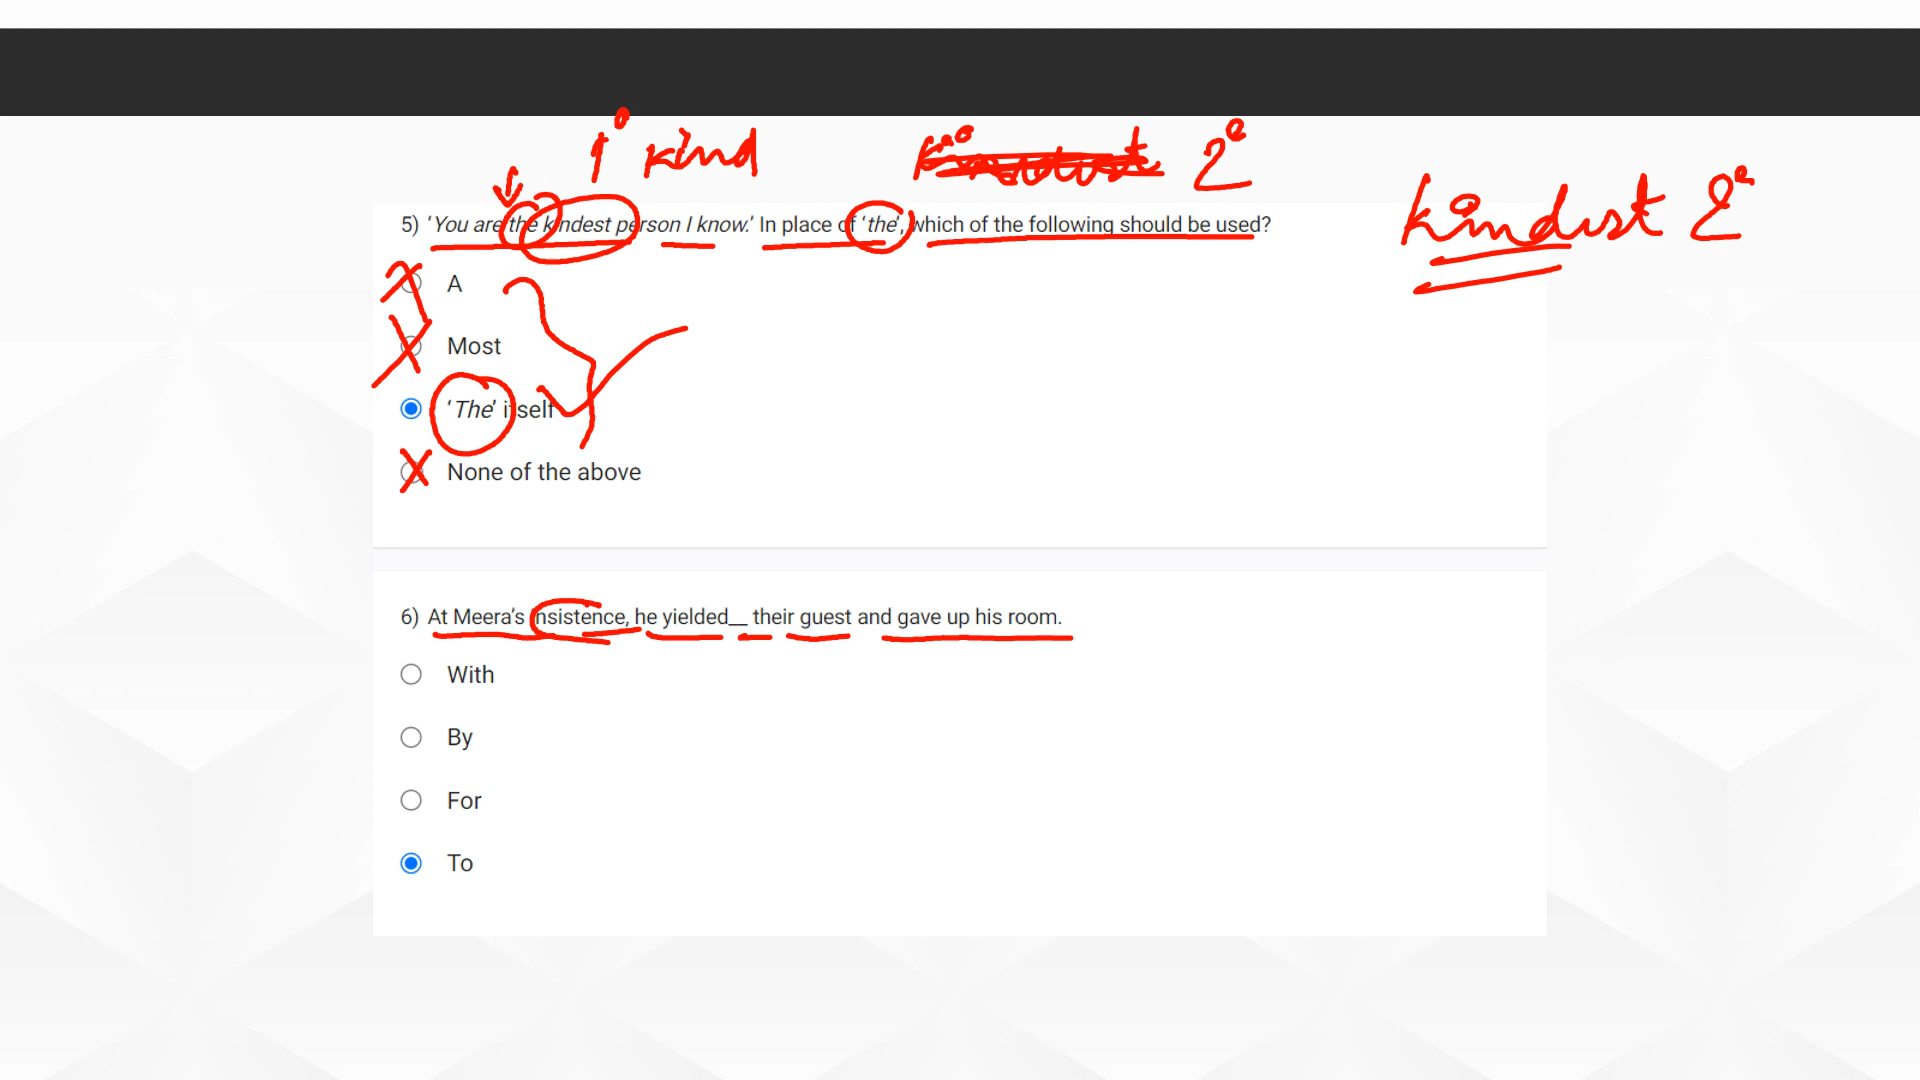 1° kind 2°
kindest 2°
5) 'You are the kindest person I know.' In place of 'the', which of the following should be used?
A
Most
'The' itself
None of the above
6) At Meera's insistence, he yielded__ their guest and gave up his room.
With
By
For
To